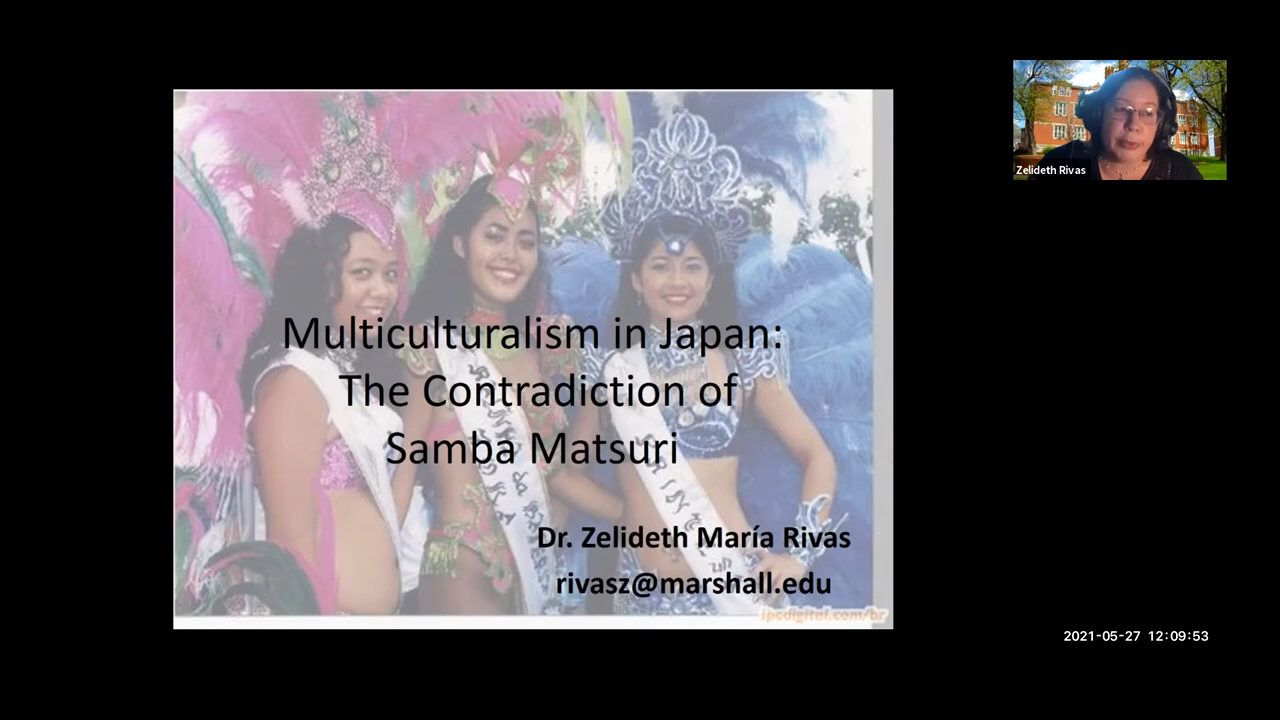 Zelideth Rivas
Multiculturalism in Japan:
The Contradiction of
Samba Matsuri
Dr. Zelideth María Rivas
rivasz@marshall.edu
ipcdigital.com/br
2021-05-27 12:09:53